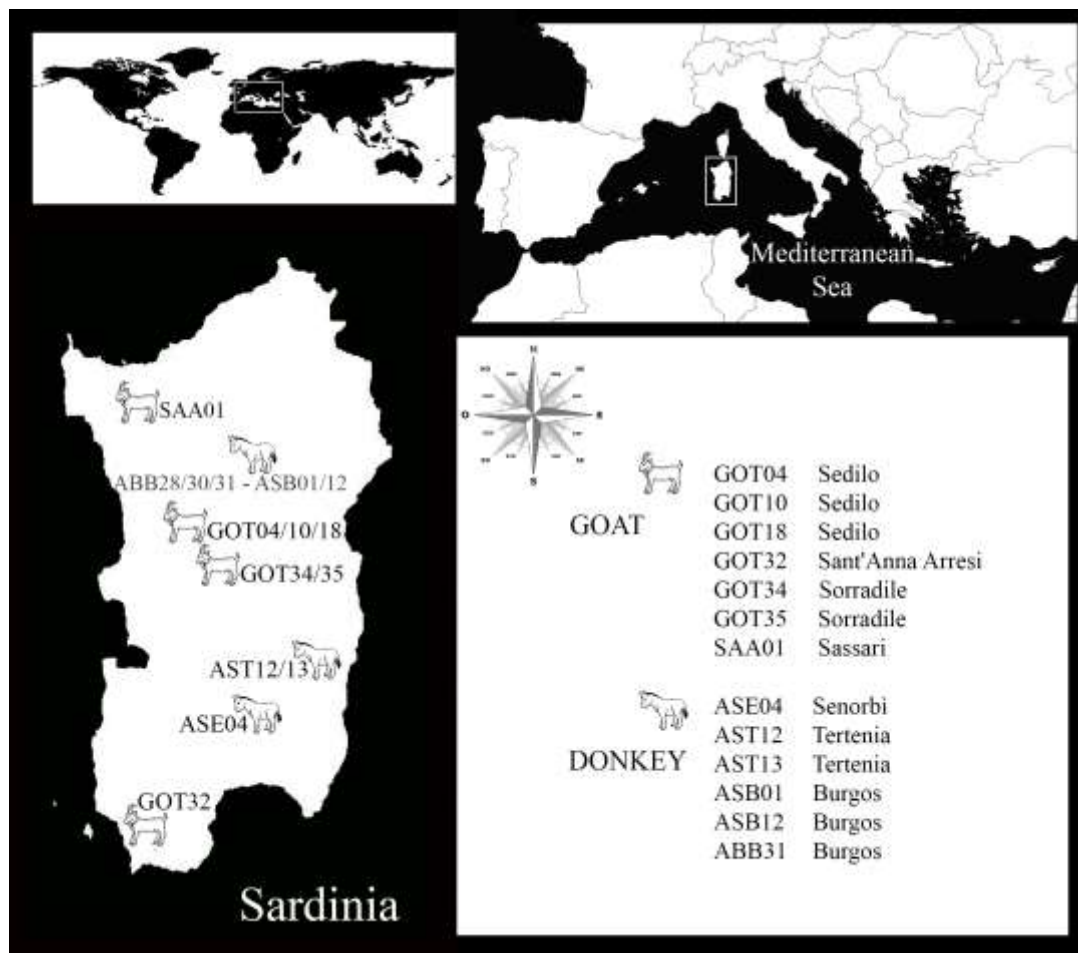 Mediterranean
Sea
SAA01
ABB28/30/31 - ASB01/12
GOT04/10/18
GOT34/35
AST12/13
ASE04
GOT32
Sardinia
N
O
S
GOAT
GOT04 Sedilo
GOT10 Sedilo
GOT18 Sedilo
GOT32 Sant'Anna Arresi
GOT34 Sorradile
GOT35 Sorradile
SAA01 Sassari
DONKEY
ASE04 Senorbì
AST12 Tertenia
AST13 Tertenia
ASB01 Burgos
ASB12 Burgos
ABB31 Burgos